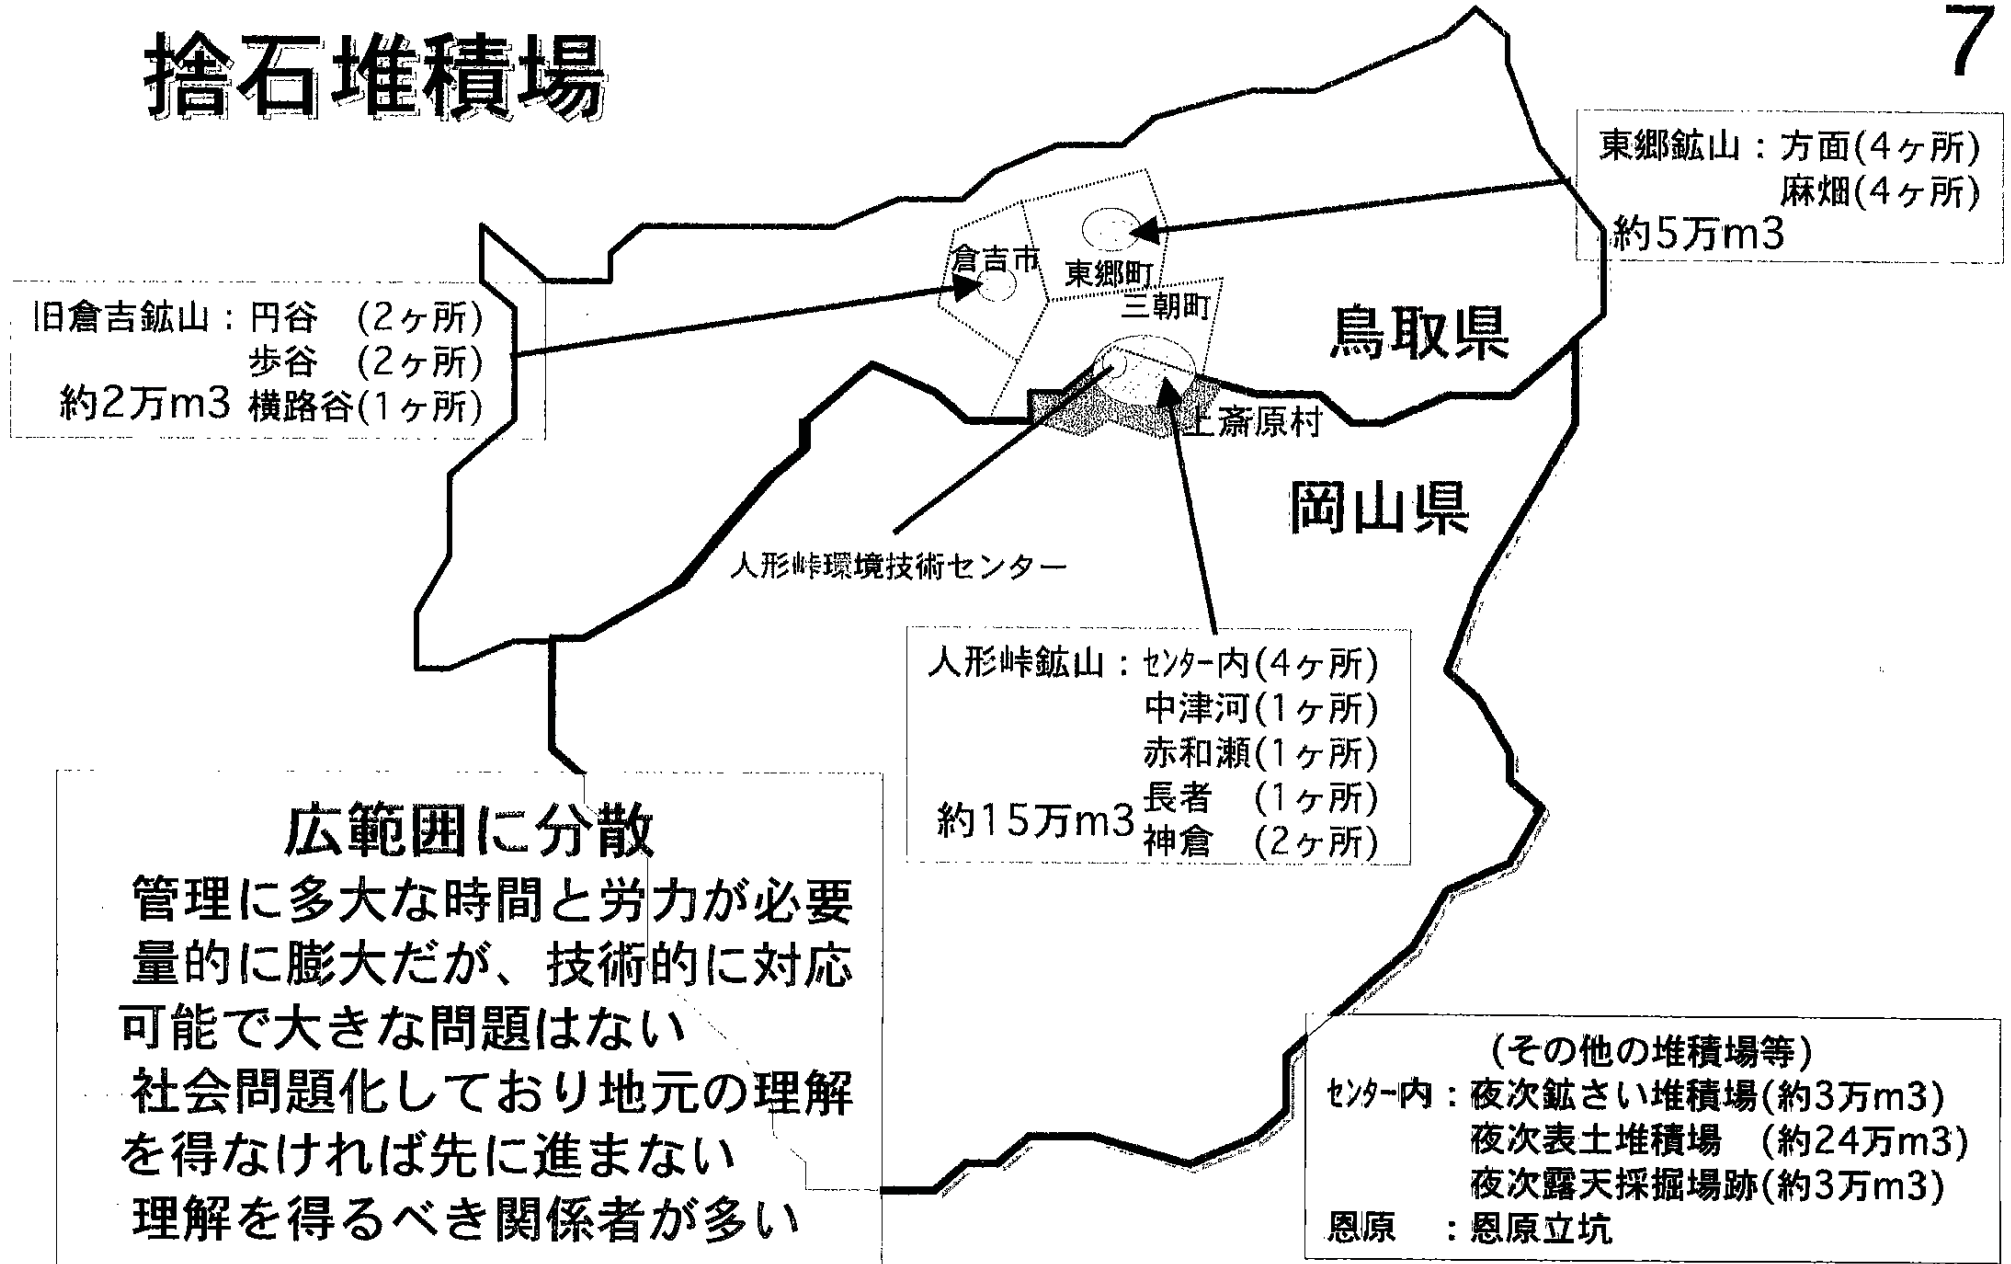 7
捨石堆積場
東郷鉱山：方面(4ヶ所)
麻畑(4ヶ所)
約5万m3
倉吉市
東郷町
三朝町
旧倉吉鉱山：円谷　(2ヶ所)
歩谷　(2ヶ所)
約2万m3 横路谷(1ヶ所)
鳥取県
上斎原村
岡山県
人形峠環境技術センター
人形峠鉱山：ｾﾝﾀｰ内(4ヶ所)
中津河(1ヶ所)
赤和瀬(1ヶ所)
長者　(1ヶ所)
約15万m3
神倉　(2ヶ所)
広範囲に分散
管理に多大な時間と労力が必要
量的に膨大だが、技術的に対応
可能で大きな問題はない
社会問題化しており地元の理解
を得なければ先に進まない
理解を得るべき関係者が多い
(その他の堆積場等)
ｾﾝﾀｰ内：夜次鉱さい堆積場(約3万m3)
夜次表土堆積場　(約24万m3)
夜次露天採掘場跡(約3万m3)
恩原　：恩原立坑